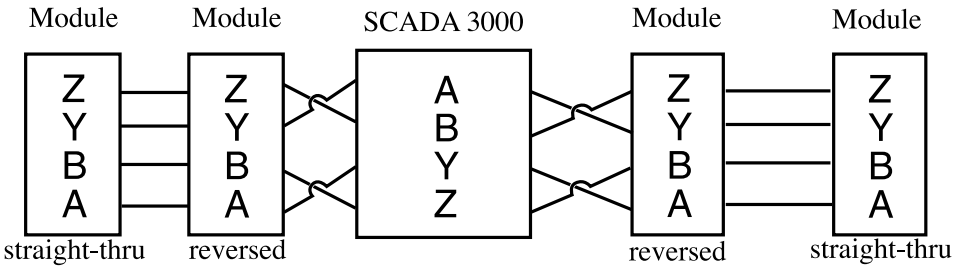 Module
Module
SCADA 3000
Module
Module
Z
Y
B
A
Z
Y
B
A
A
B
Y
Z
Z
Y
B
A
Z
Y
B
A
straight-thru
reversed
reversed
straight-thru